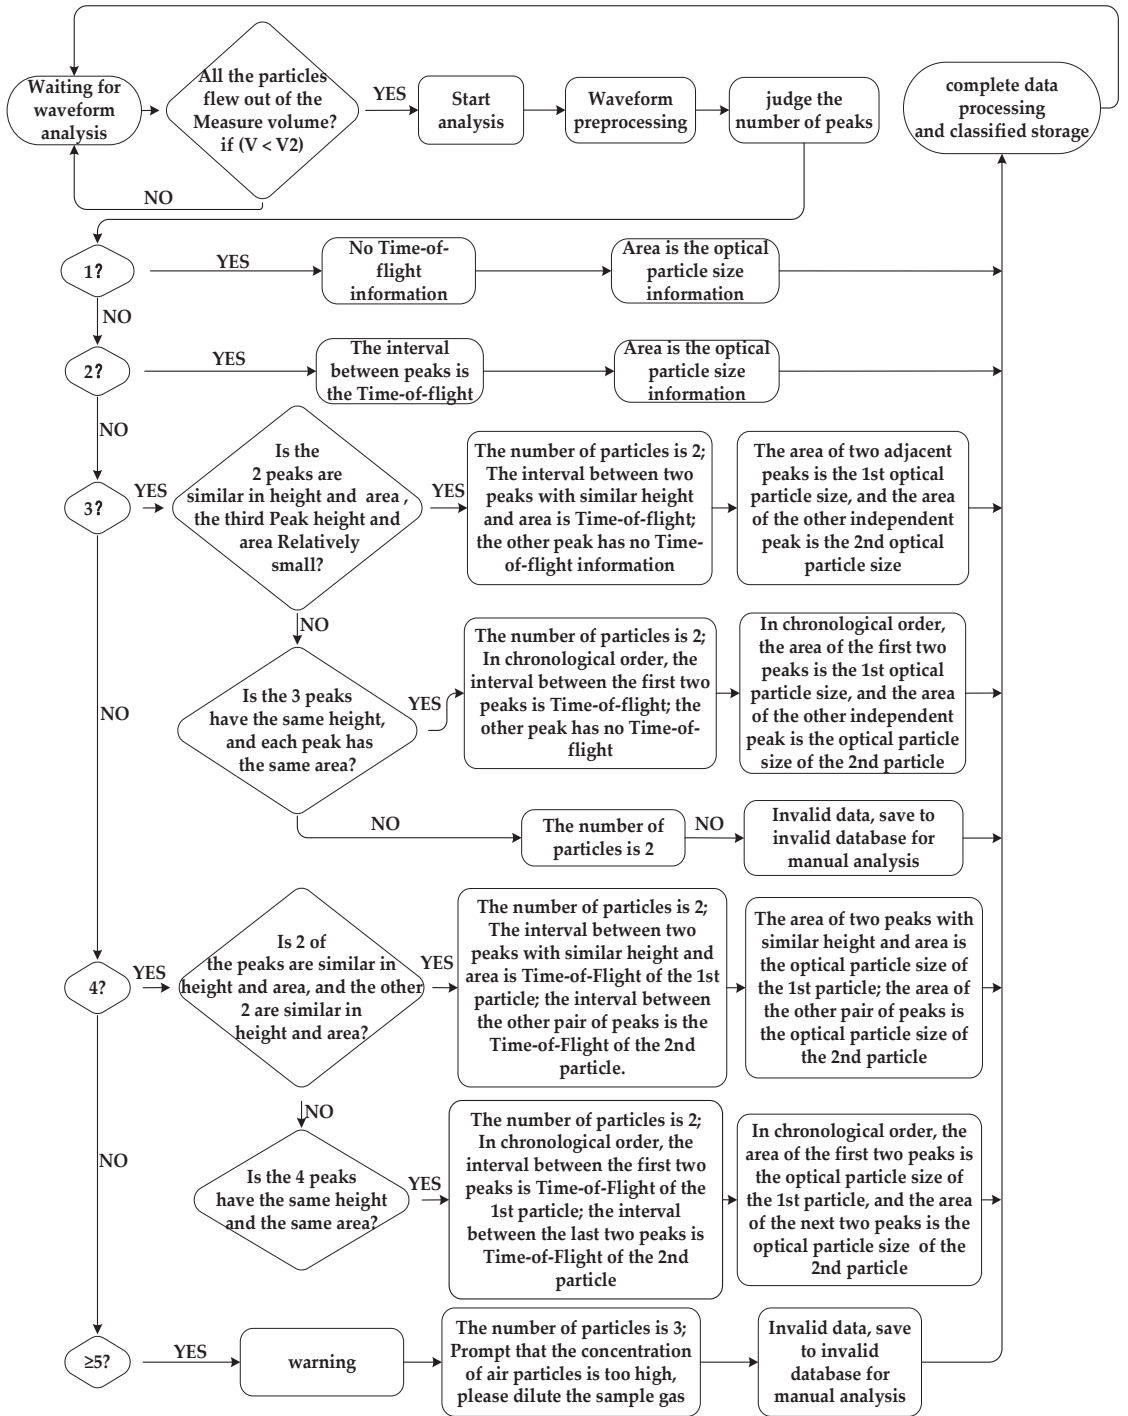 Waiting for
waveform
analysis
All the particles
flew out of the
Measure volume?
if (V < V2)
YES
Start
analysis
Waveform
preprocessing
judge the
number of peaks
complete data
processing
and classified storage
NO
1?
YES
No Time-of-
flight
information
Area is the optical
particle size
information
NO
2?
YES
The interval
between peaks is
the Time-of-flight
Area is the optical
particle size
information
NO
3?
YES
Is the
2 peaks are
similar in height and area ,
the third Peak height and
area Relatively
small?
YES
The number of particles is 2;
The interval between two
peaks with similar height
and area is Time-of-flight;
the other peak has no Time-
of-flight information
The area of two adjacent
peaks is the 1st optical
particle size, and the area
of the other independent
peak is the 2nd optical
particle size
NO
Is the 3 peaks
have the same height,
and each peak has
the same area?
YES
The number of particles is 2;
In chronological order, the
interval between the first two
peaks is Time-of-flight; the
other peak has no Time-of-
flight
In chronological order,
the area of the first two
peaks is the 1st optical
particle size, and the area
of the other independent
peak is the optical particle
size of the 2nd particle
NO
NO
The number of
particles is 2
NO
Invalid data, save to
invalid database for
manual analysis
4?
YES
Is 2 of
the peaks are similar in
height and area, and the other
2 are similar in
height and area?
YES
The number of particles is 2;
The interval between two
peaks with similar height and
area is Time-of-Flight of the 1st
particle; the interval between
the other pair of peaks is the
Time-of-Flight of the 2nd
particle.
The area of two peaks with
similar height and area is
the optical particle size of
the 1st particle; the area of
the other pair of peaks is
the optical particle size of
the 2nd particle
NO
NO
Is the 4 peaks
have the same height
and the same area?
YES
The number of particles is 2;
In chronological order, the
interval between the first two
peaks is Time-of-Flight of the
1st particle; the interval
between the last two peaks is
Time-of-Flight of the 2nd
particle
In chronological order, the
area of the first two peaks is
the optical particle size of
the 1st particle, and the area
of the next two peaks is the
optical particle size of the
2nd particle
≥5?
YES
warning
The number of particles is 3;
Prompt that the concentration
of air particles is too high,
please dilute the sample gas
Invalid data, save
to invalid
database for
manual analysis